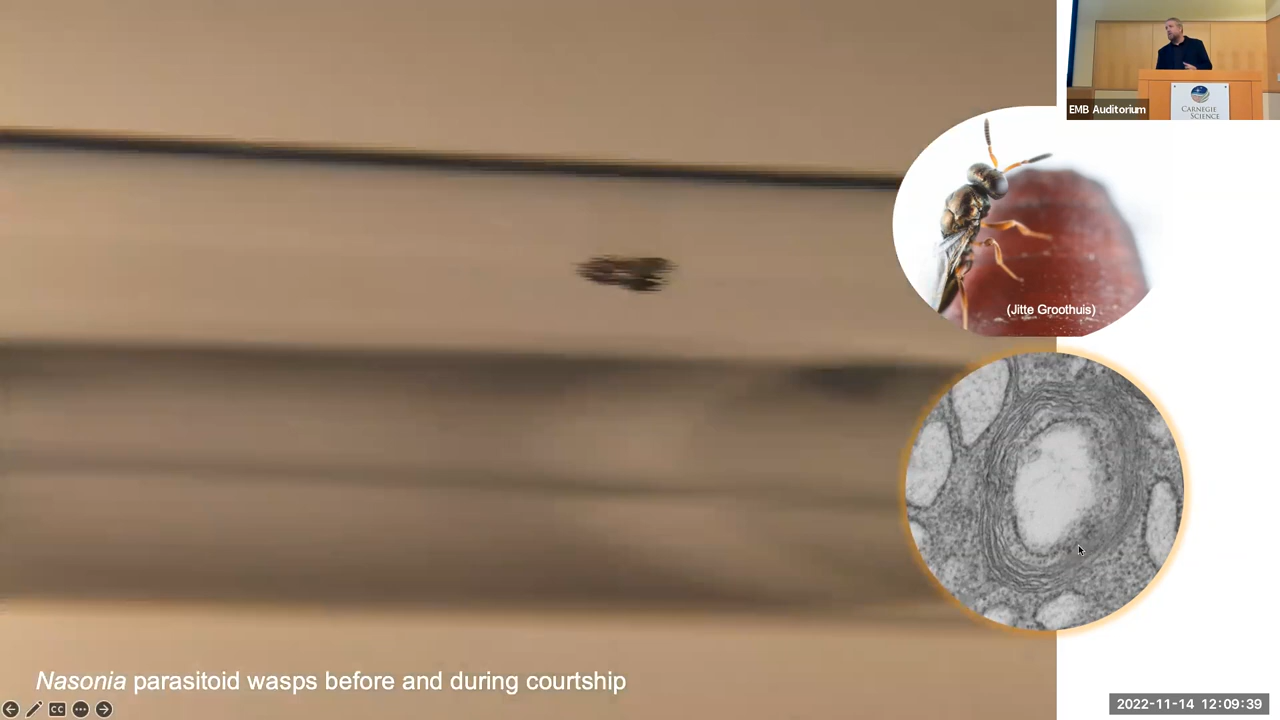 EMB Auditorium
CARNEGIE
SCIENCE
(Jitte Groothuis)
Nasonia parasitoid wasps before and during courtship
CC
2022-11-14 12:09:39